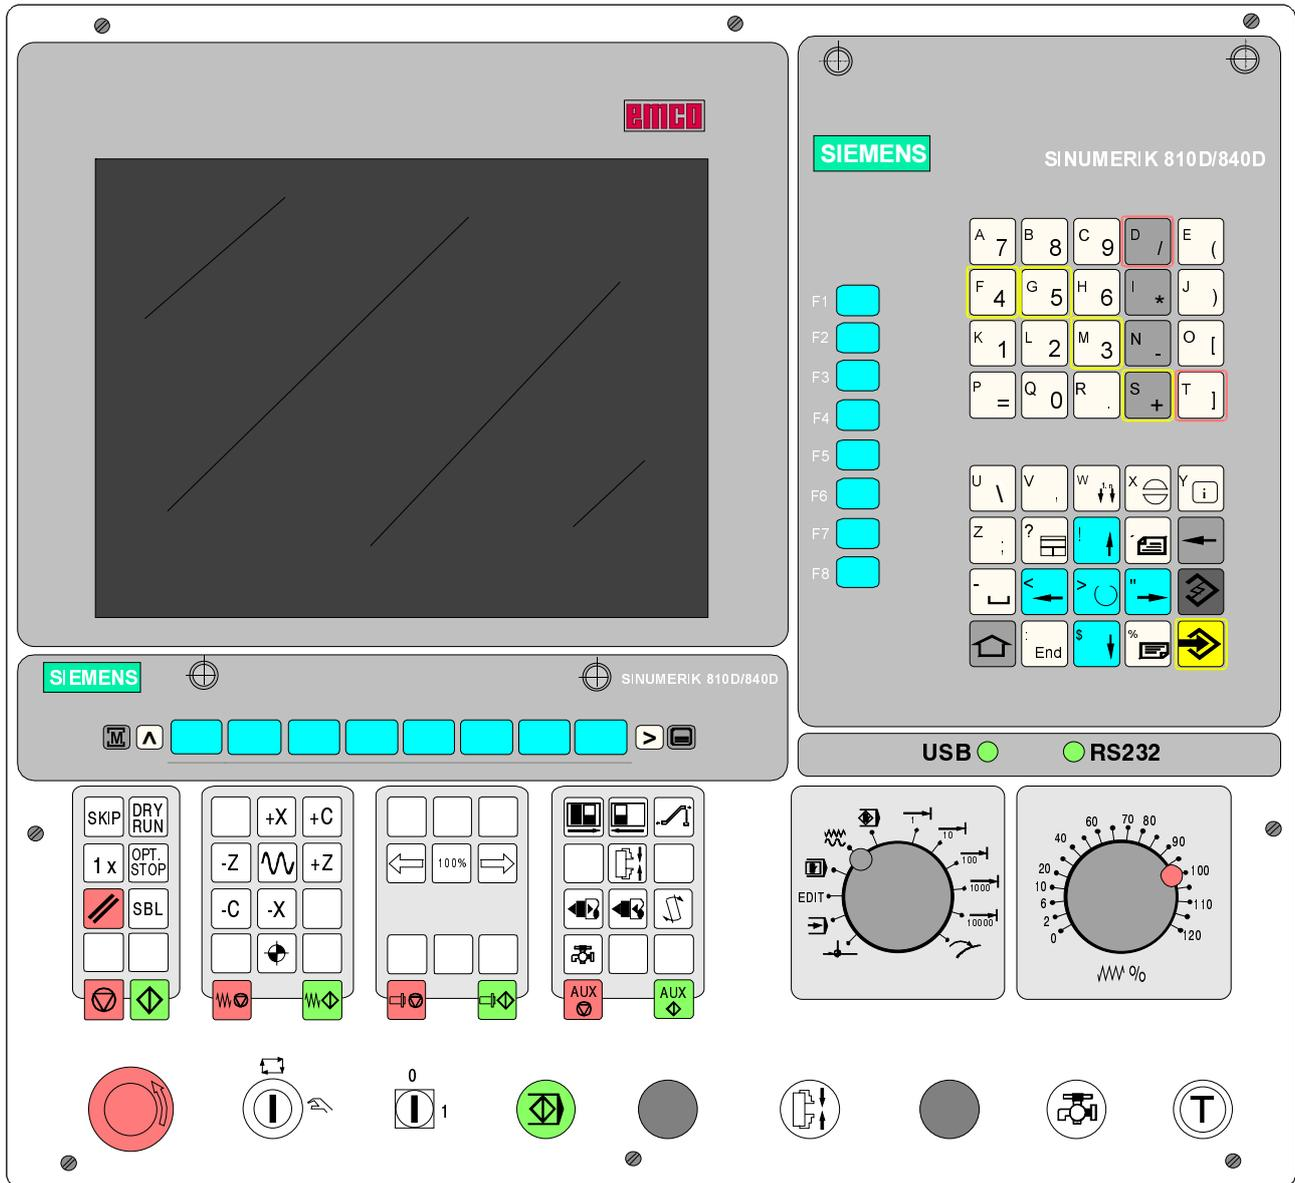 emco
SIEMENS
SINUMERIK 810D/840D
A 7 B 8 C 9 D / E (
F 4 G 5 H 6 I * J )
K 1 L 2 M 3 N - O [
P = Q 0 R . S + T ]
F1
F2
F3
F4
F5
F6
F7
F8
U \ V , W X Y i
Z ; ? !
- < > "
: End $ %
SIEMENS
SINUMERIK 810D/840D
M ʌ >
USB RS232
SKIP DRY RUN
1x OPT. STOP
SBL
+X +C
-Z +Z
-C -X
100%
AUX AUX
1
10
100
1000
10000
EDIT
0 2 6 10 20 40 60 70 80 90 100 110 120
%
0
1
T